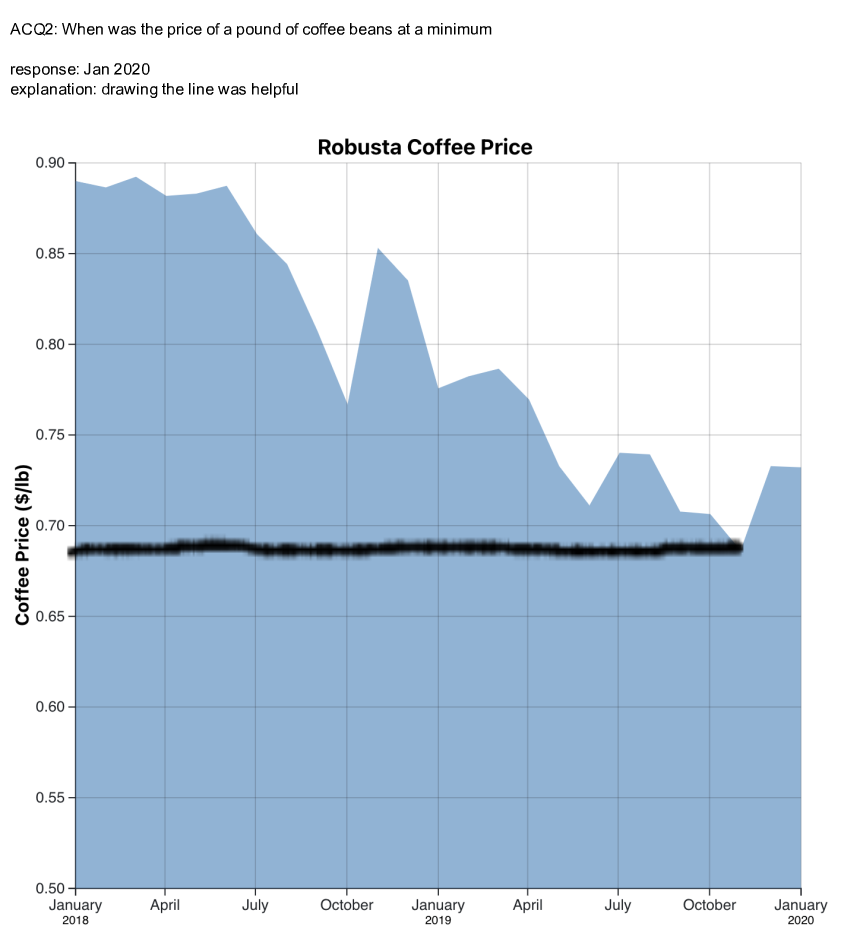 ACQ2: When was the price of a pound of coffee beans at a minimum
response: Jan 2020
explanation: drawing the line was helpful
Robusta Coffee Price
0.90
0.85
0.80
0.75
0.70
0.65
0.60
0.55
0.50
Coffee Price ($/lb)
January April July October January April July October January
2018 2019 2020